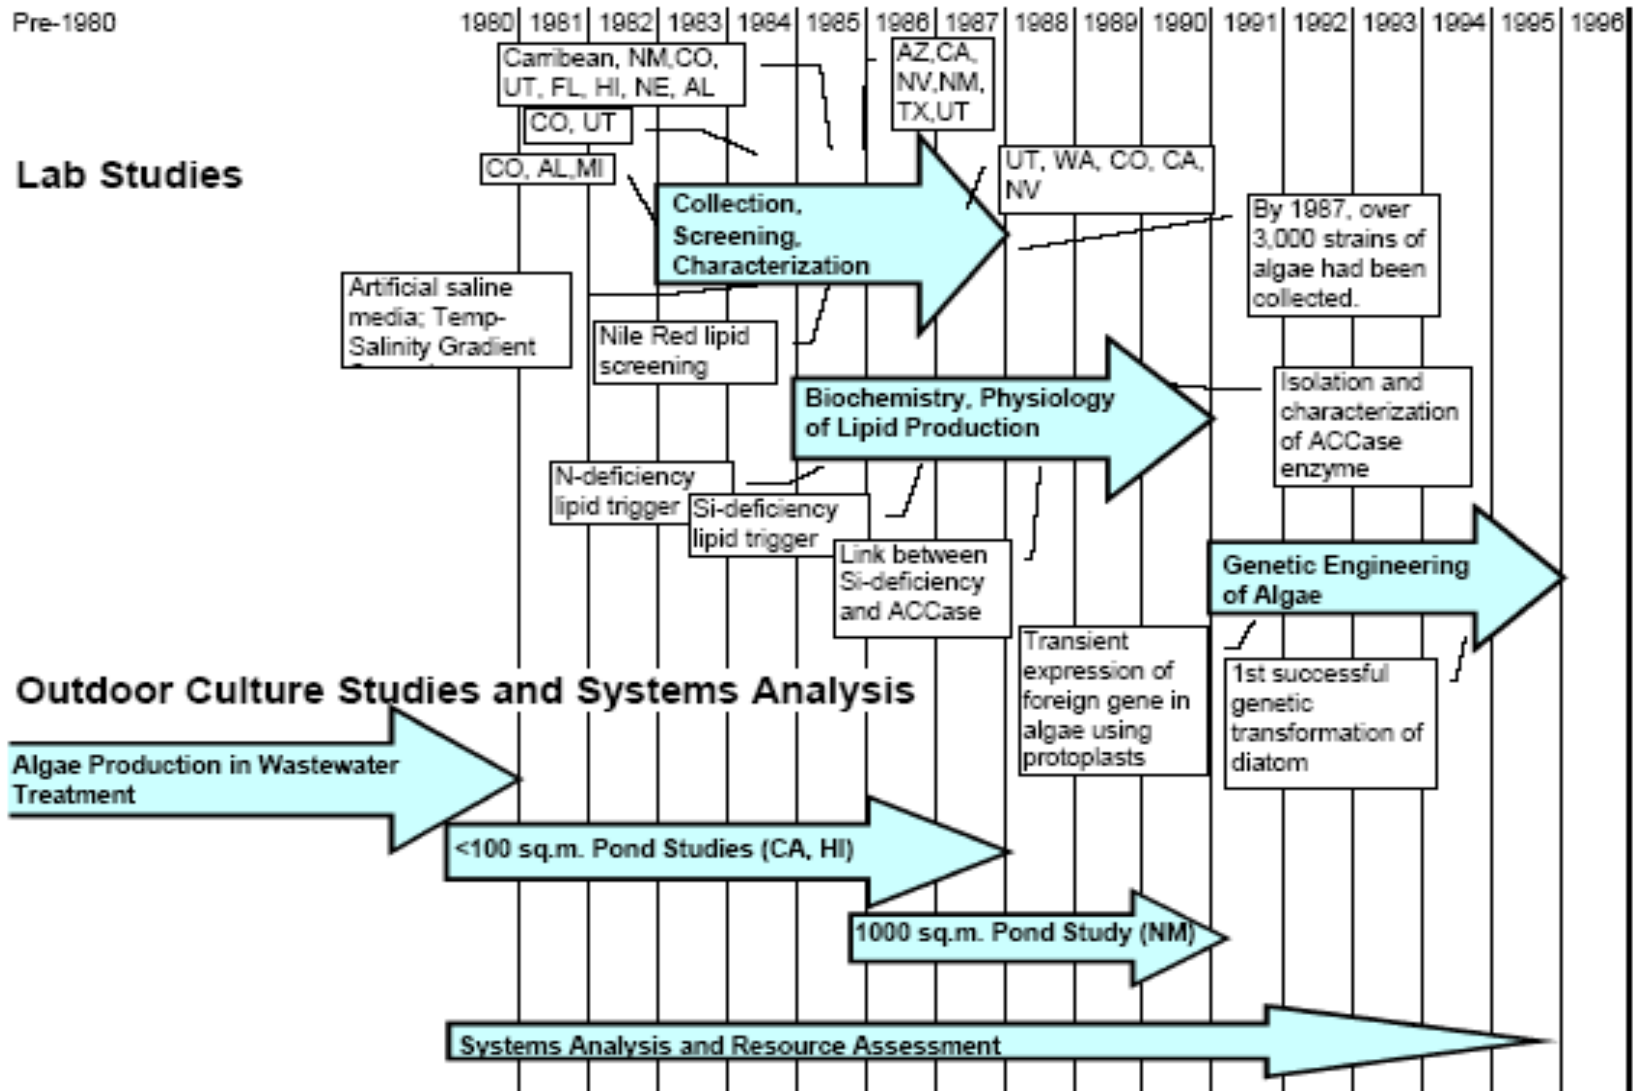 Pre-1980 1980 1981 1982 1983 1984 1985 1986 1987 1988 1989 1990 1991 1992 1993 1994 1995 1996
Carribean, NM,CO,
UT, FL, HI, NE, AL
AZ,CA,
NV,NM,
TX,UT
CO, UT
CO, AL,MI
UT, WA, CO, CA,
NV
Lab Studies
Collection,
Screening,
Characterization
By 1987, over
3,000 strains of
algae had been
collected.
Artificial saline
media; Temp-
Salinity Gradient
Nile Red lipid
screening
Biochemistry, Physiology
of Lipid Production
Isolation and
characterization
of ACCase
enzyme
N-deficiency
lipid trigger
Si-deficiency
lipid trigger
Link between
Si-deficiency
and ACCase
Genetic Engineering
of Algae
Transient
expression of
foreign gene in
algae using
protoplasts
1st successful
genetic
transformation of
diatom
Outdoor Culture Studies and Systems Analysis
Algae Production in Wastewater
Treatment
<100 sq.m. Pond Studies (CA, HI)
1000 sq.m. Pond Study (NM)
Systems Analysis and Resource Assessment